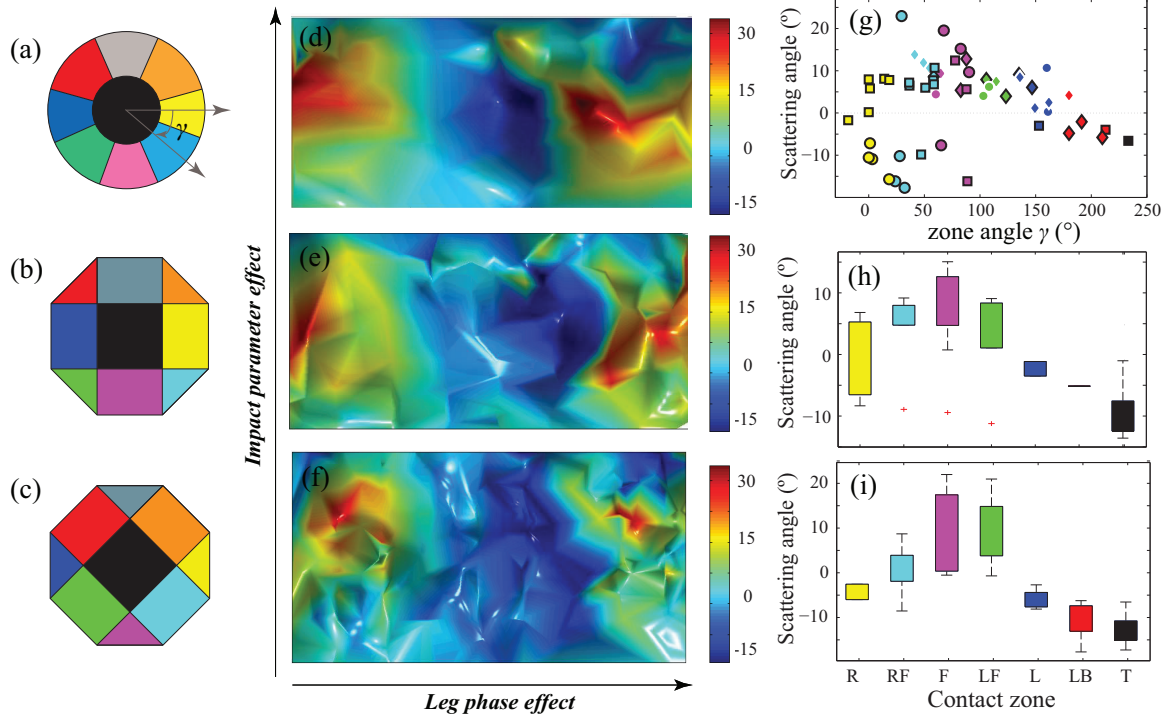 (a)
γ
(b)
(c)
Impact parameter effect
Leg phase effect
(d)
30
15
0
-15
(e)
30
15
0
-15
(f)
30
15
0
-15
(g)
Scattering angle (º)
20
10
0
−10
0 50 100 150 200 250
zone angle γ (°)
(h)
Scattering angle (º)
10
0
−10
(i)
Scattering angle (º)
20
10
0
−10
R RF F LF L LB T
Contact zone